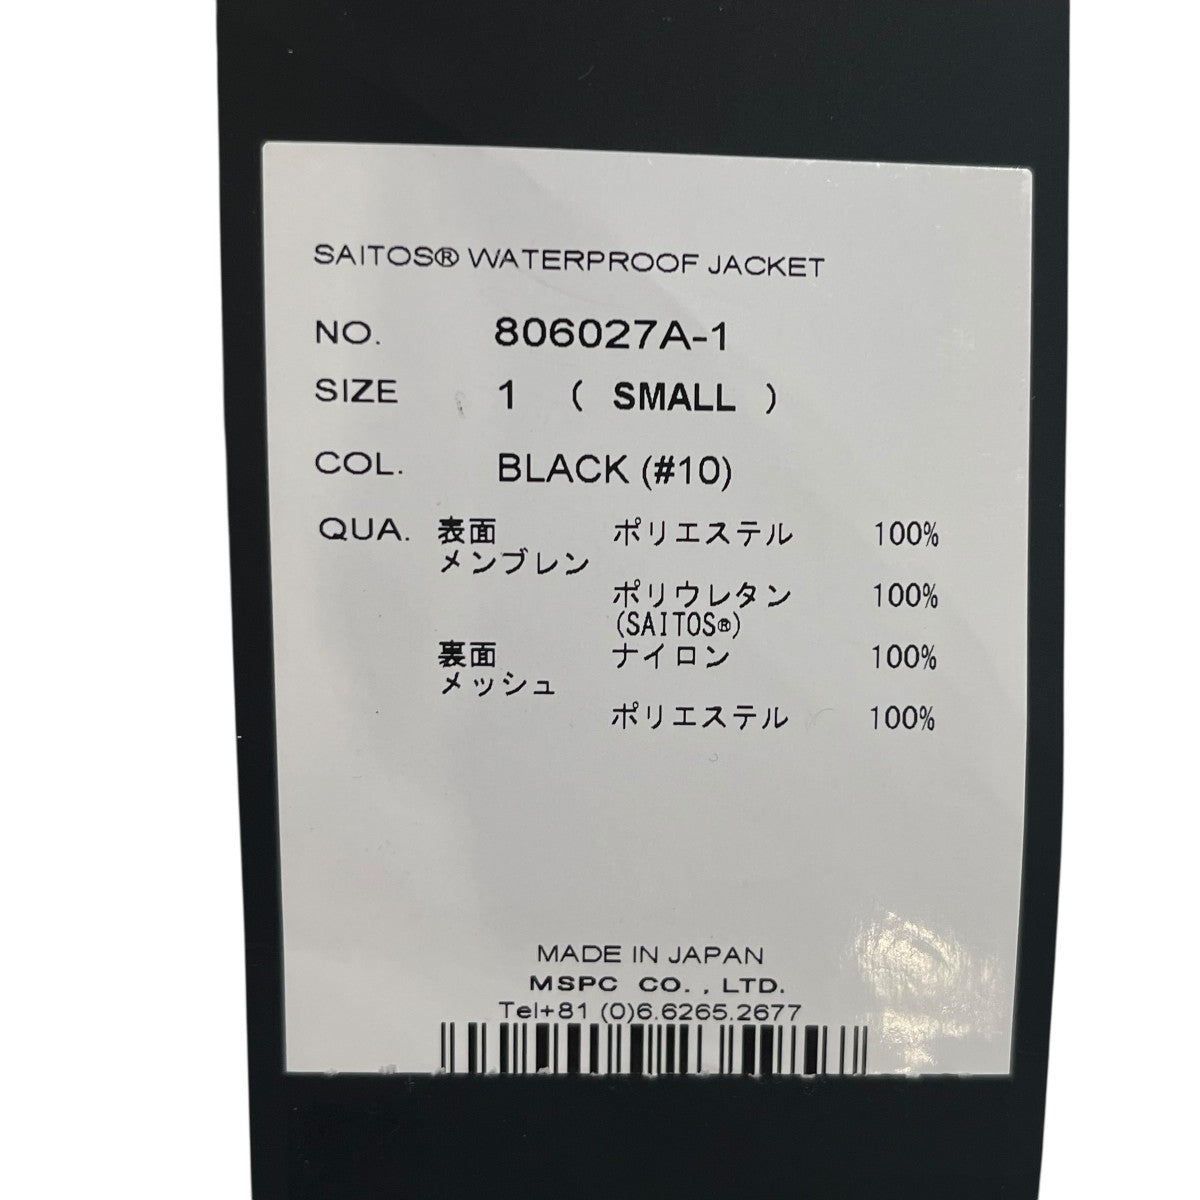 SAITOS® WATERPROOF JACKET
NO. 806027A-1
SIZE 1 ( SMALL )
COL. BLACK (#10)
QUA. 表面 ポリエステル 100%
メンブレン
ポリウレタン 100%
(SAITOS®)
裏面 ナイロン 100%
メッシュ
ポリエステル 100%
MADE IN JAPAN
MSPC CO., LTD.
Tel+81 (0)6.6265.2677